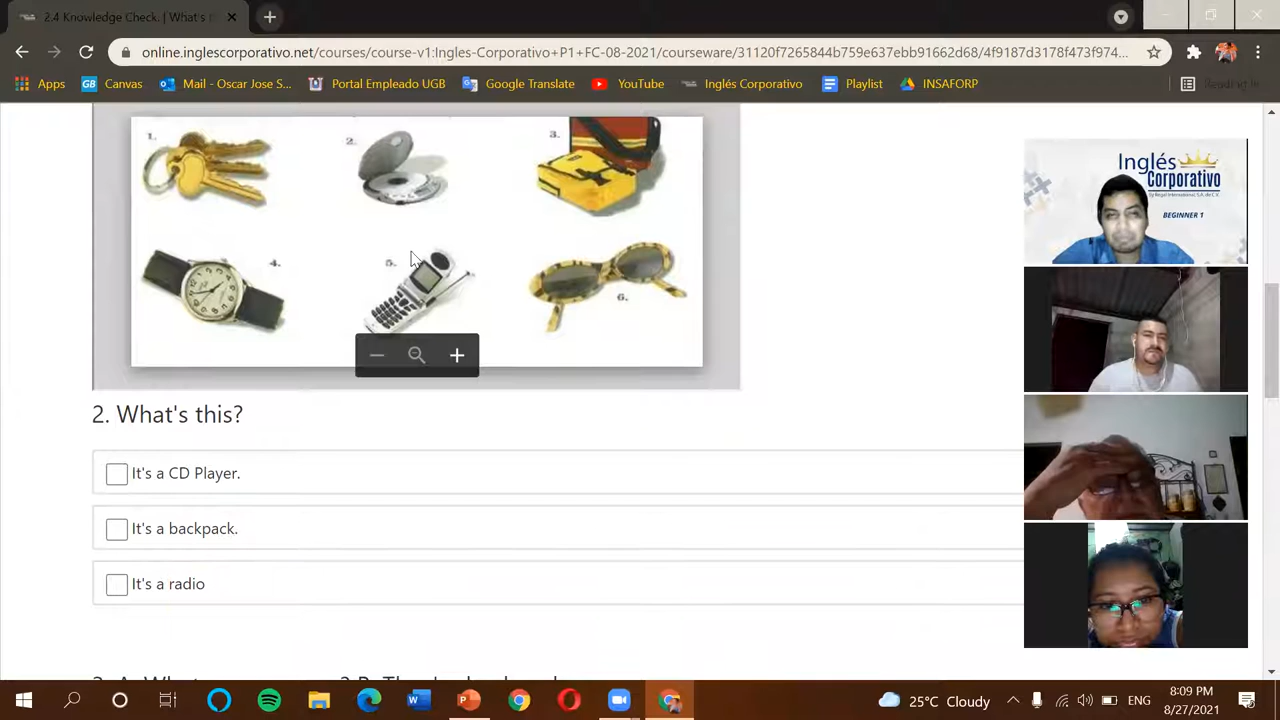 2.4 Knowledge Check. | What's t
online.inglescorporativo.net/courses/course-v1:Ingles-Corporativo+P1+FC-08-2021/courseware/31120f7265844b759e637ebb91662d68/4f9187d3178f473f974...
Apps
Canvas
Mail - Oscar Jose S...
Portal Empleado UGB
Google Translate
YouTube
Inglés Corporativo
Playlist
INSAFORP
Reading list
1.
2.
3.
4.
5.
6.
Inglés
Corporativo
BEGINNER 1
2. What's this?
It's a CD Player.
It's a backpack.
It's a radio
25°C Cloudy
ENG
8:09 PM
8/27/2021